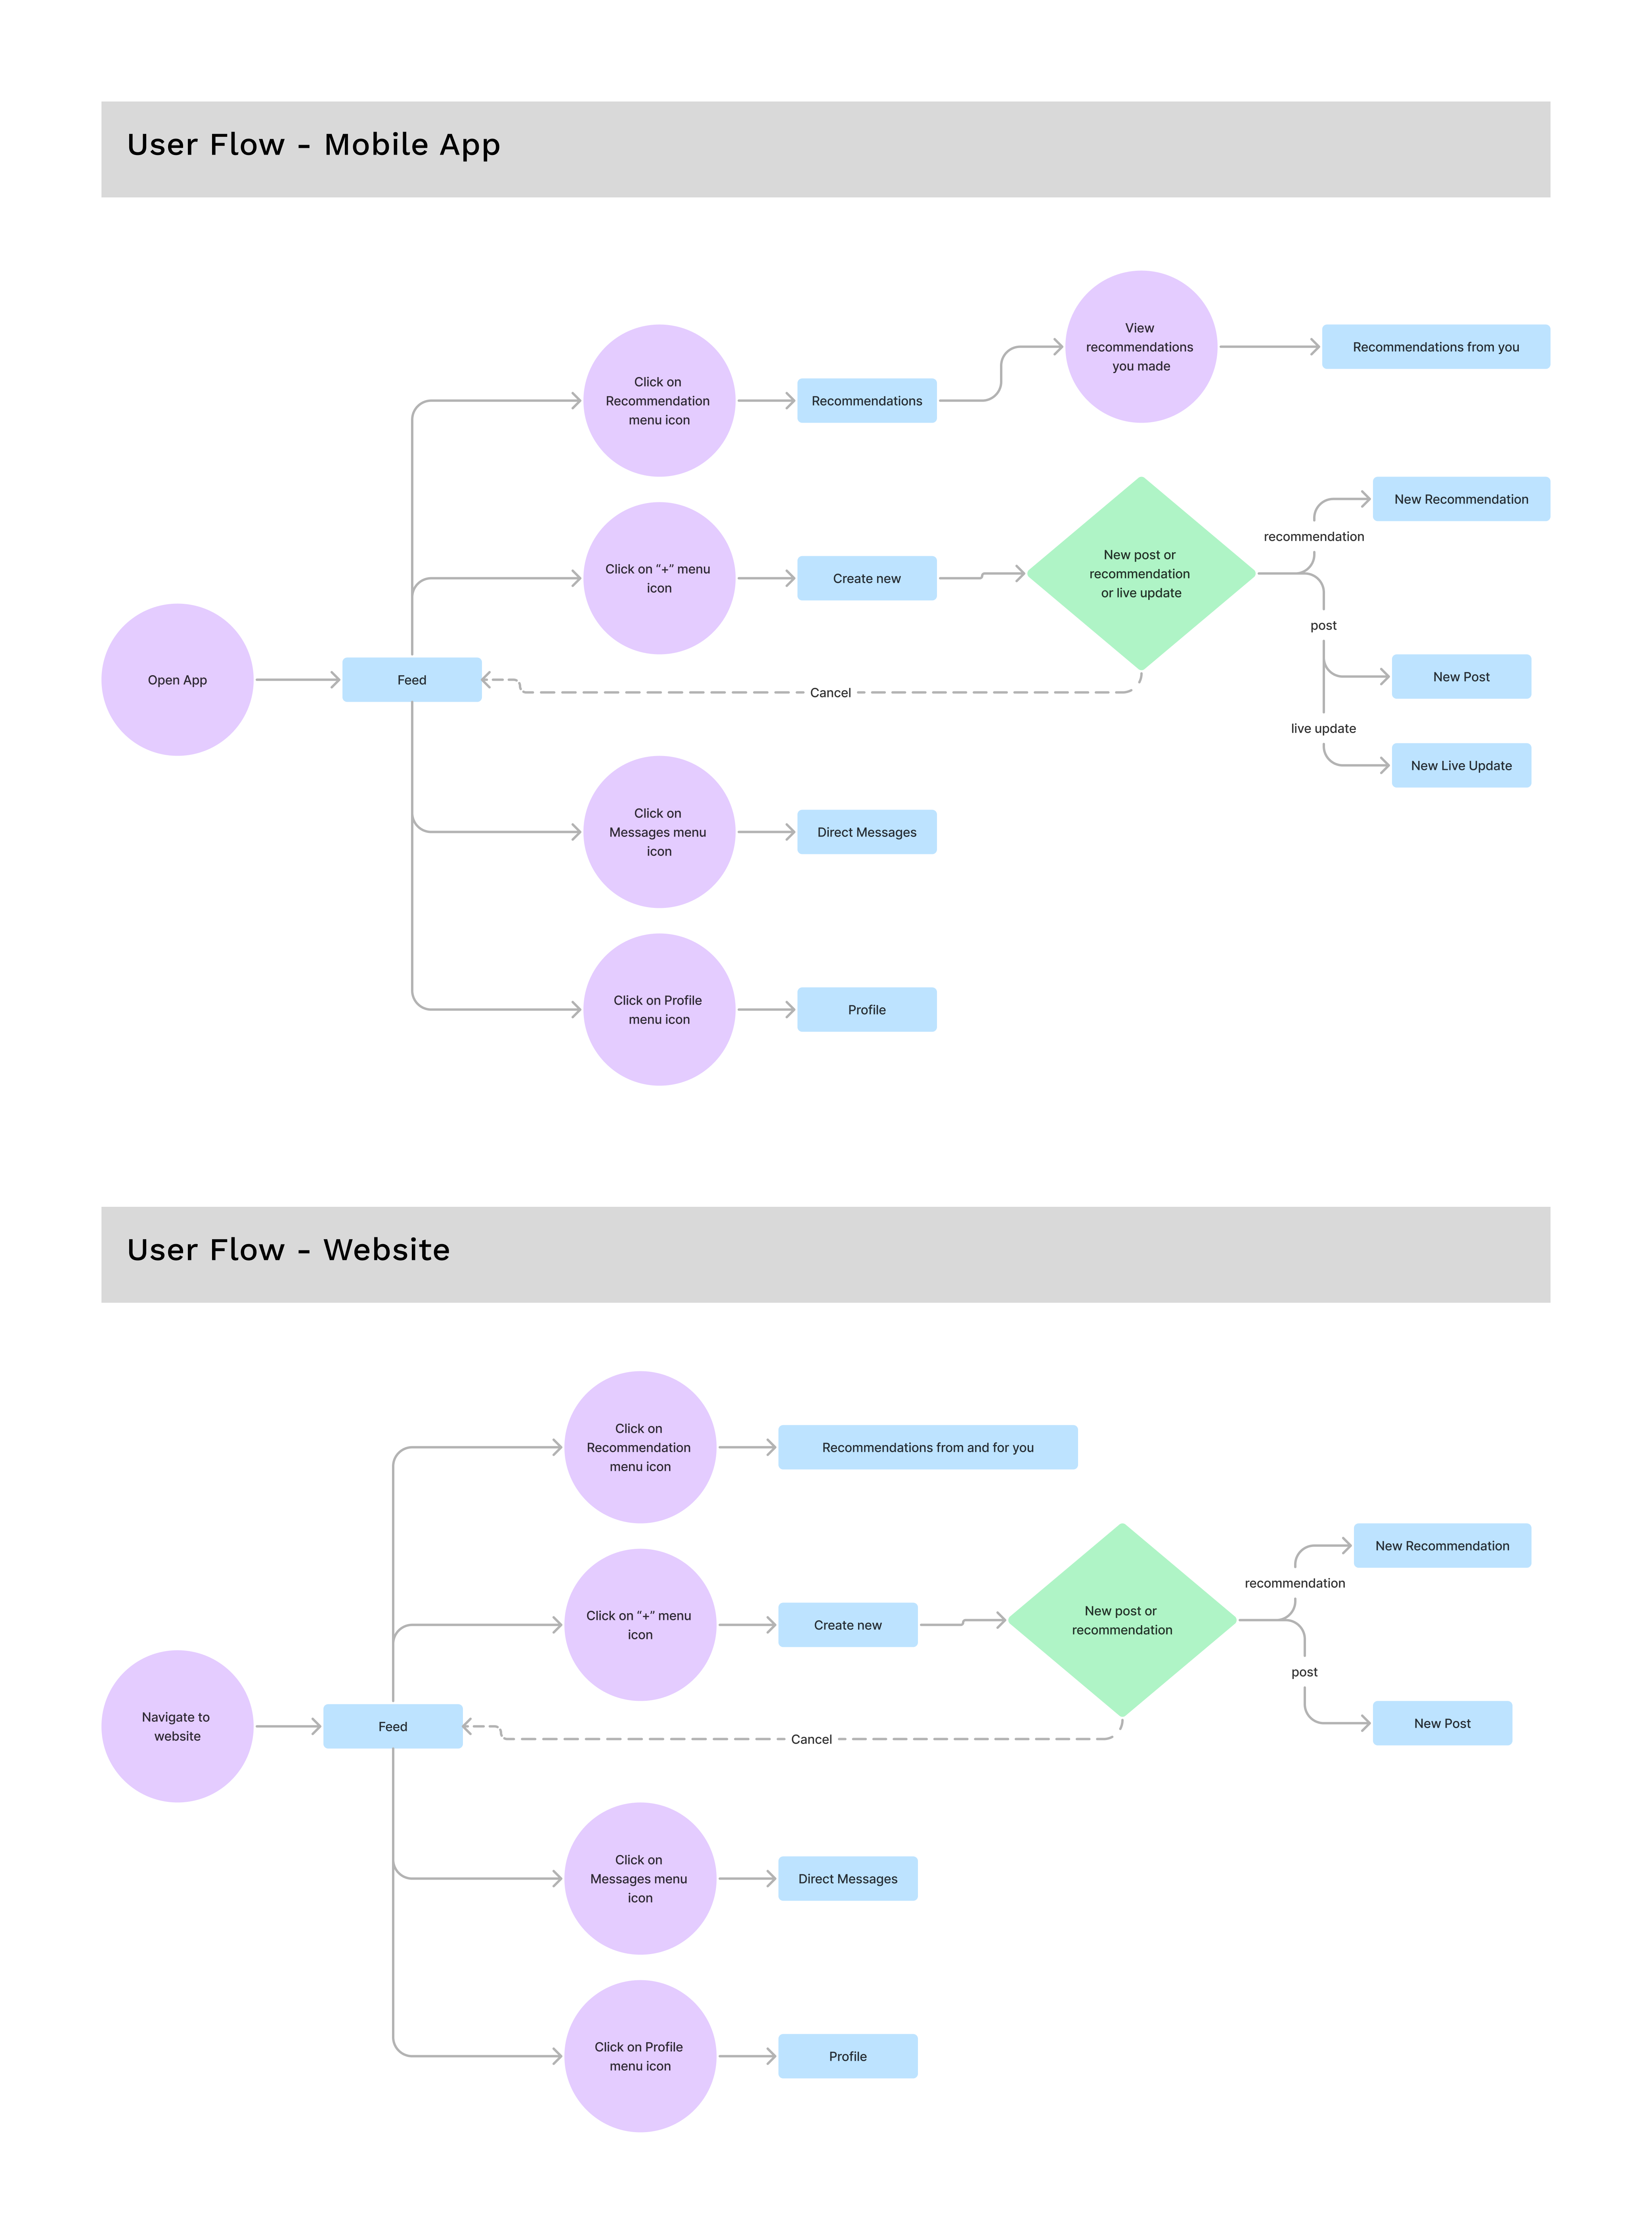 User Flow - Mobile App
View
recommendations
you made
Recommendations from you
Click on
Recommendation
menu icon
Recommendations
New Recommendation
recommendation
Click on “+” menu
icon
Create new
New post or
recommendation
or live update
post
New Post
Open App
Feed
Cancel
live update
New Live Update
Click on
Messages menu
icon
Direct Messages
Click on Profile
menu icon
Profile
User Flow - Website
Click on
Recommendation
menu icon
Recommendations from and for you
New Recommendation
recommendation
Click on “+” menu
icon
Create new
New post or
recommendation
post
New Post
Navigate to
website
Feed
Cancel
Click on
Messages menu
icon
Direct Messages
Click on Profile
menu icon
Profile